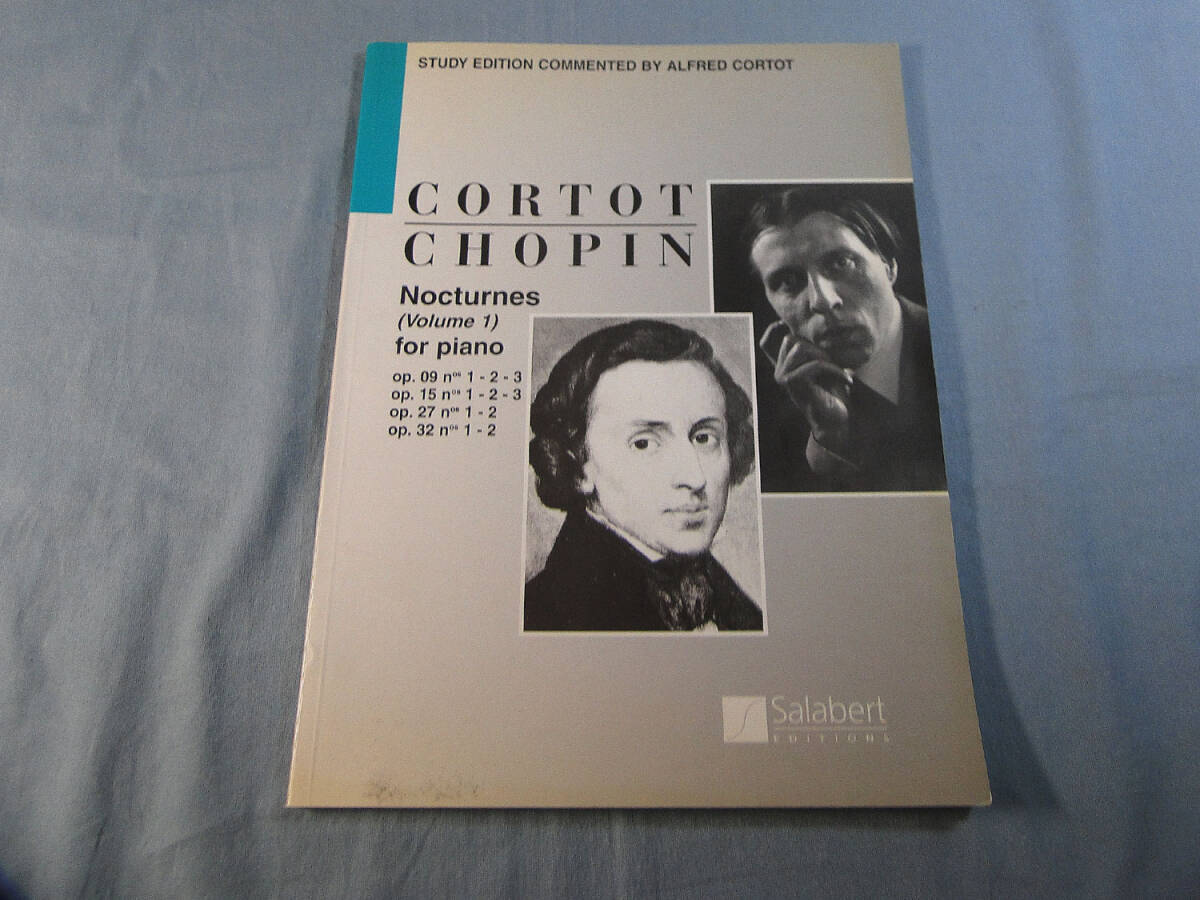 STUDY EDITION COMMENTED BY ALFRED CORTOT
CORTOT
CHOPIN
Nocturnes
(Volume 1)
for piano
op. 09 nos 1 - 2 - 3
op. 15 nos 1 - 2 - 3
op. 27 nos 1 - 2
op. 32 nos 1 - 2
Salabert
EDITIONS